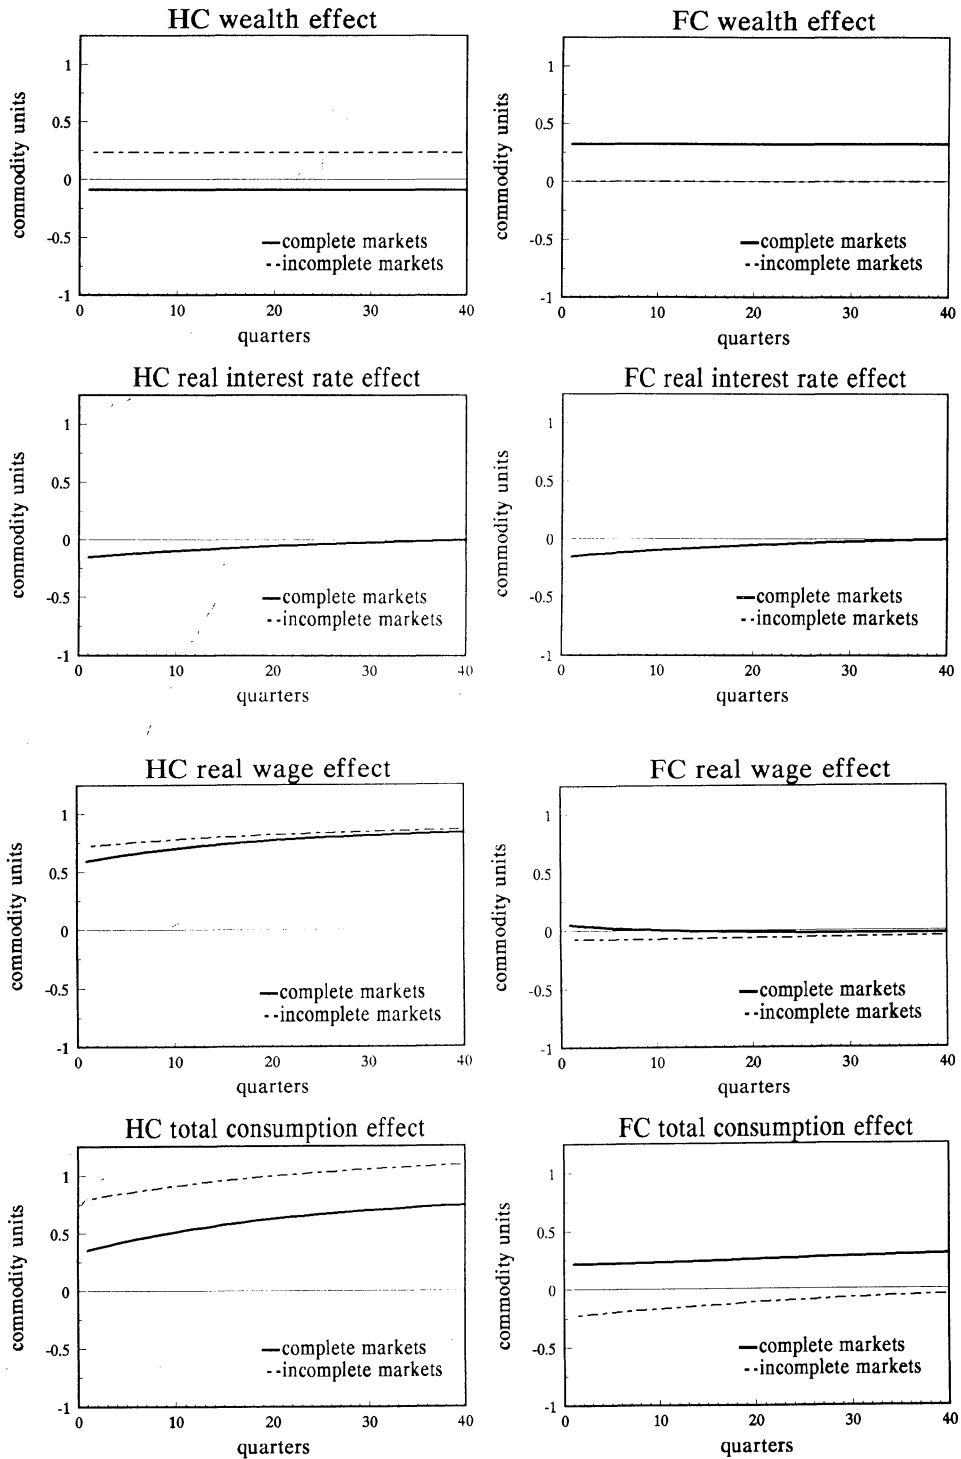 HC wealth effect
commodity units
1
0.5
0
-0.5
-1
complete markets
incomplete markets
0 10 20 30 40
quarters
FC wealth effect
commodity units
1
0.5
0
-0.5
-1
complete markets
incomplete markets
0 10 20 30 40
quarters
HC real interest rate effect
commodity units
1
0.5
0
-0.5
-1
complete markets
incomplete markets
0 10 20 30 40
quarters
FC real interest rate effect
commodity units
1
0.5
0
-0.5
-1
complete markets
incomplete markets
0 10 20 30 40
quarters
HC real wage effect
commodity units
1
0.5
0
-0.5
-1
complete markets
incomplete markets
0 10 20 30 40
quarters
FC real wage effect
commodity units
1
0.5
0
-0.5
-1
complete markets
incomplete markets
0 10 20 30 40
quarters
HC total consumption effect
commodity units
1
0.5
0
-0.5
-1
complete markets
incomplete markets
0 10 20 30 40
quarters
FC total consumption effect
commodity units
1
0.5
0
-0.5
-1
complete markets
incomplete markets
0 10 20 30 40
quarters